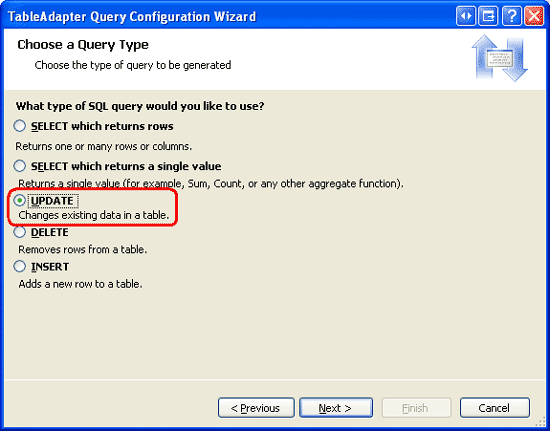 TableAdapter Query Configuration Wizard
Choose a Query Type
Choose the type of query to be generated
What type of SQL query would you like to use?
SELECT which returns rows
Returns one or many rows or columns.
SELECT which returns a single value
Returns a single value (for example, Sum, Count, or any other aggregate function).
UPDATE
Changes existing data in a table.
DELETE
Removes rows from a table.
INSERT
Adds a new row to a table.
< Previous Next > Finish Cancel